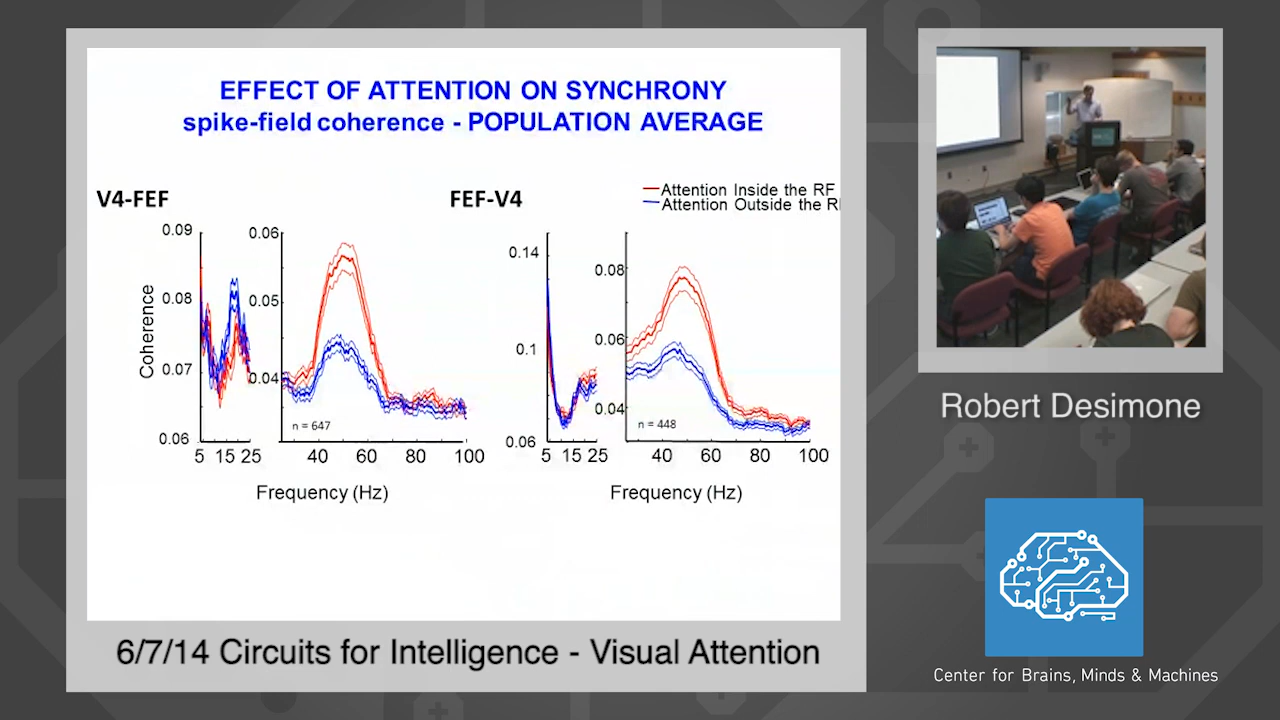 EFFECT OF ATTENTION ON SYNCHRONY
spike-field coherence - POPULATION AVERAGE
V4-FEF
FEF-V4
Attention Inside the RF
Attention Outside the R
Coherence
0.09
0.08
0.07
0.06
5 15 25
0.06
0.05
0.04
n = 647
40 60 80 100
Frequency (Hz)
0.14
0.1
0.06
5 15 25
0.08
0.06
0.04
n = 448
40 60 80 100
Frequency (Hz)
6/7/14 Circuits for Intelligence - Visual Attention
Robert Desimone
Center for Brains, Minds & Machines